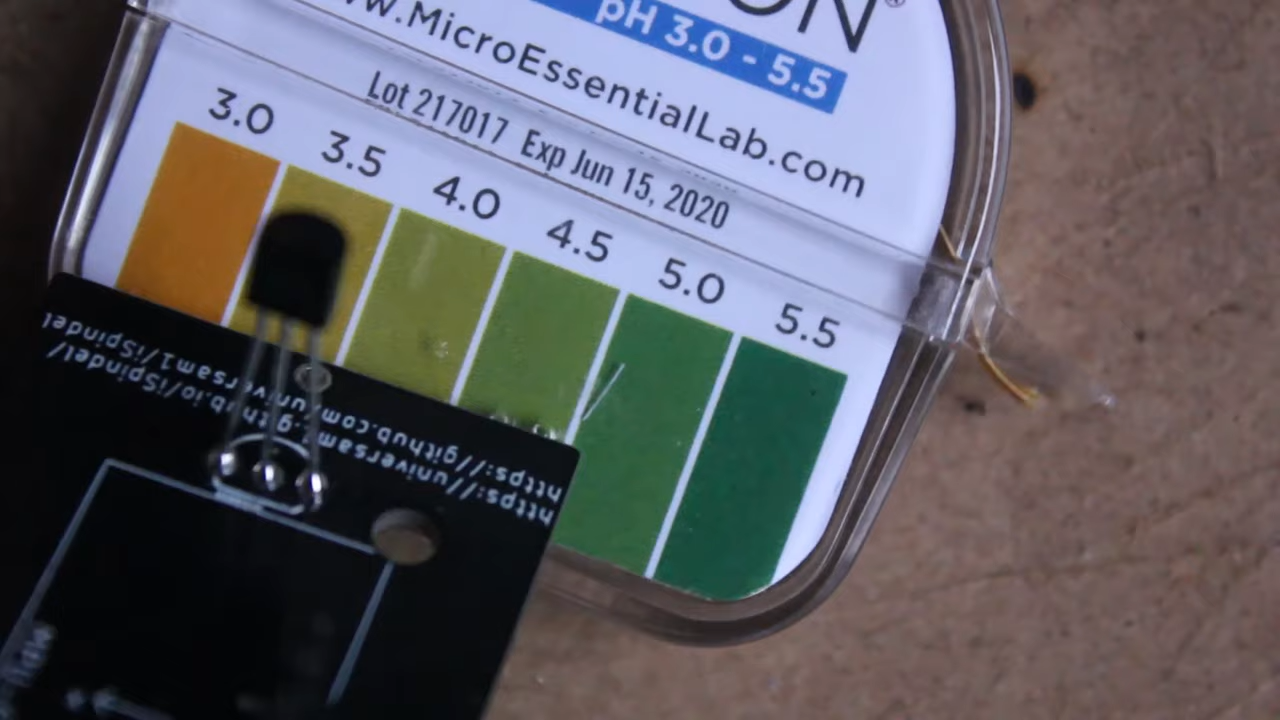 ON®
pH 3.0 - 5.5
w.MicroEssentialLab.com
Lot 217017 Exp Jun 15, 2020
3.0 3.5 4.0 4.5 5.0 5.5
https://github.com/universam1/iSpindel
https://universam1.github.io/iSpindel/